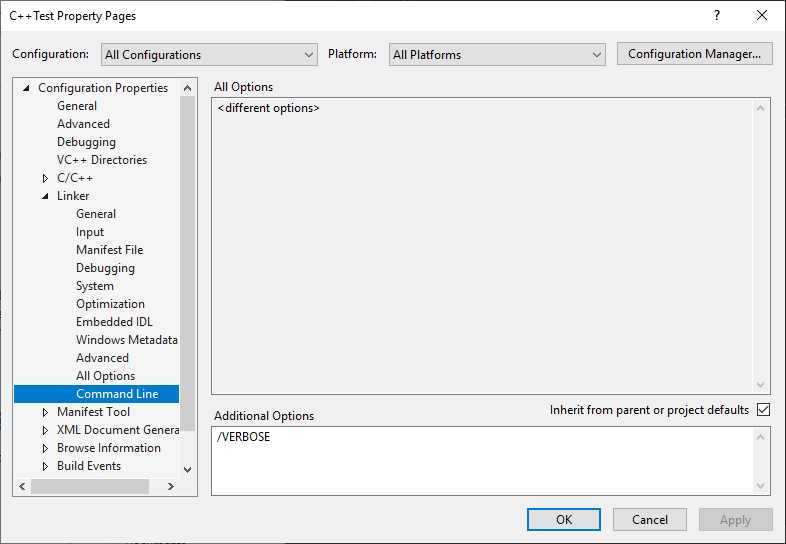 C++Test Property Pages
Configuration: All Configurations Platform: All Platforms Configuration Manager...
Configuration Properties
General
Advanced
Debugging
VC++ Directories
C/C++
Linker
General
Input
Manifest File
Debugging
System
Optimization
Embedded IDL
Windows Metadata
Advanced
All Options
Command Line
Manifest Tool
XML Document Genera
Browse Information
Build Events
All Options
<different options>
Additional Options Inherit from parent or project defaults
/VERBOSE
OK Cancel Apply